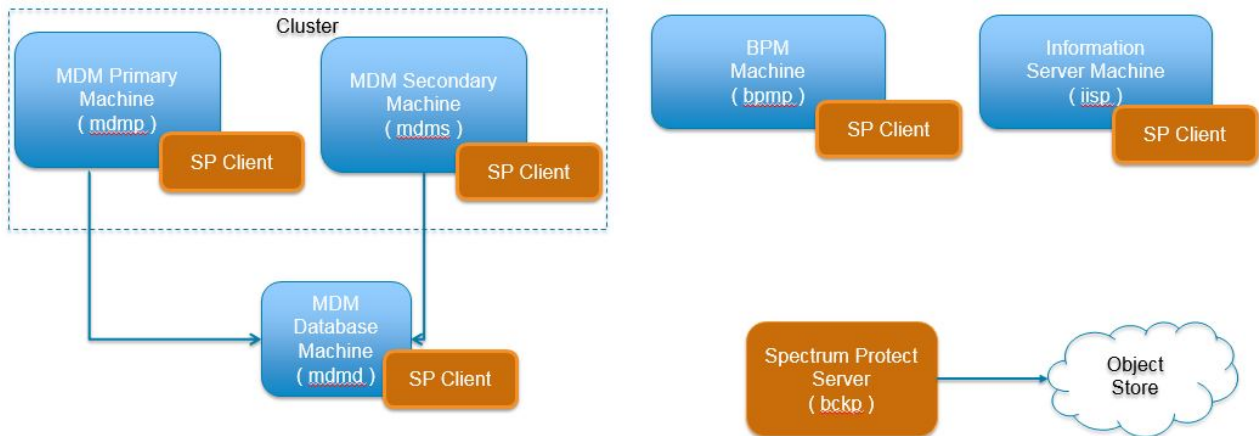 Cluster
MDM Primary
Machine
( mdmp )
SP Client
MDM Secondary
Machine
( mdms )
SP Client
BPM
Machine
( bpmp )
SP Client
Information
Server Machine
( iisp )
SP Client
MDM
Database
Machine
( mdmd )
SP Client
Spectrum Protect
Server
( bckp )
Object
Store